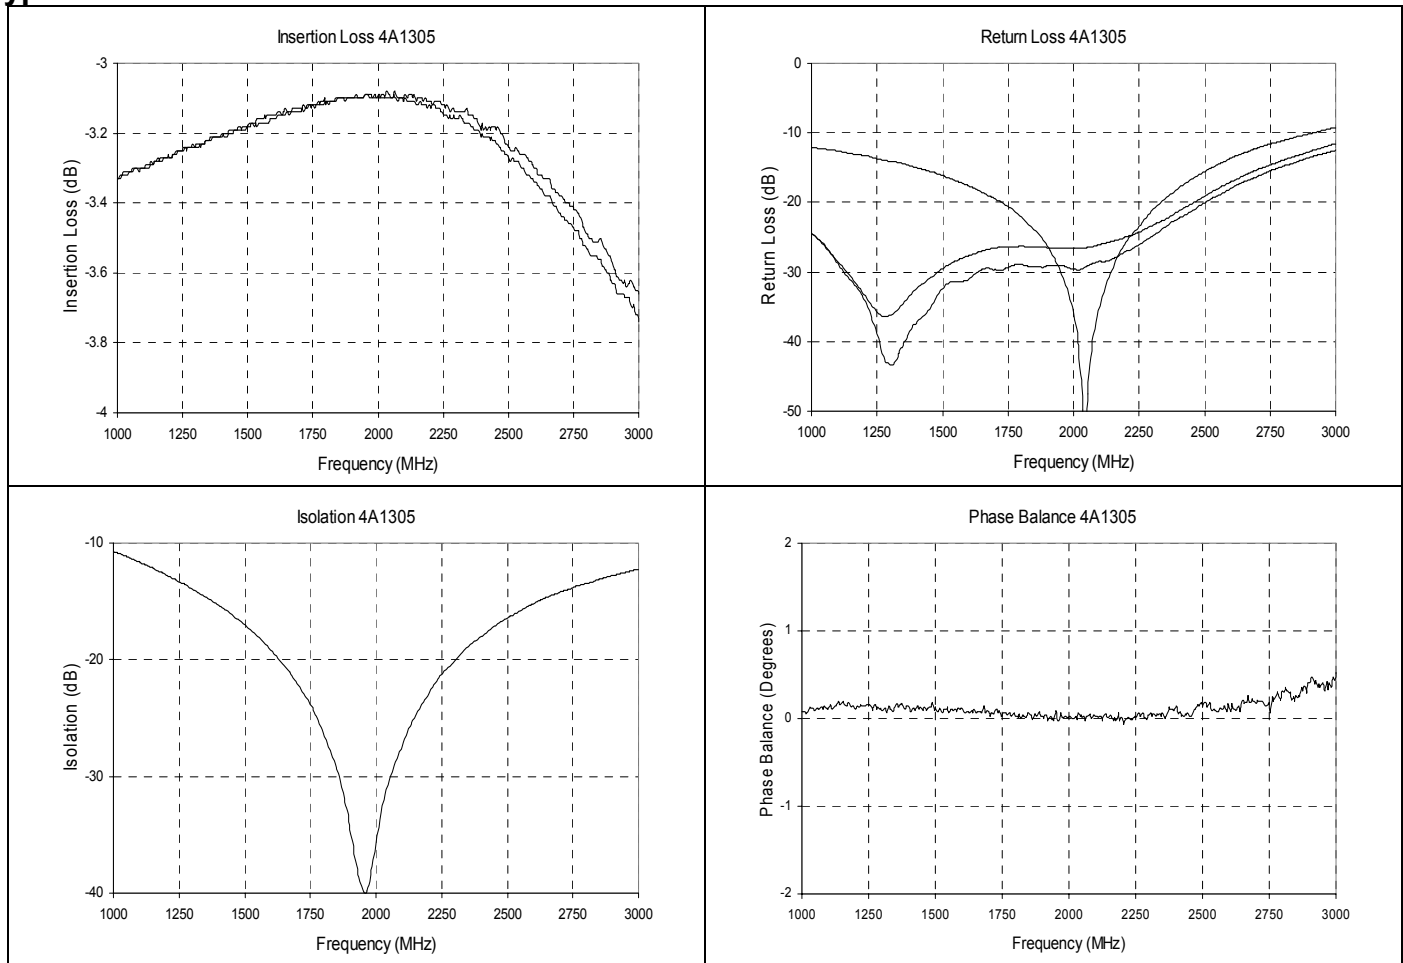 Insertion Loss 4A1305
-3
-3.2
-3.4
-3.6
-3.8
-4
Insertion Loss (dB)
1000 1250 1500 1750 2000 2250 2500 2750 3000
Frequency (MHz)
Return Loss 4A1305
0
-10
-20
-30
-40
-50
Return Loss (dB)
1000 1250 1500 1750 2000 2250 2500 2750 3000
Frequency (MHz)
Isolation 4A1305
-10
-20
-30
-40
Isolation (dB)
1000 1250 1500 1750 2000 2250 2500 2750 3000
Frequency (MHz)
Phase Balance 4A1305
2
1
0
-1
-2
Phase Balance (Degrees)
1000 1250 1500 1750 2000 2250 2500 2750 3000
Frequency (MHz)